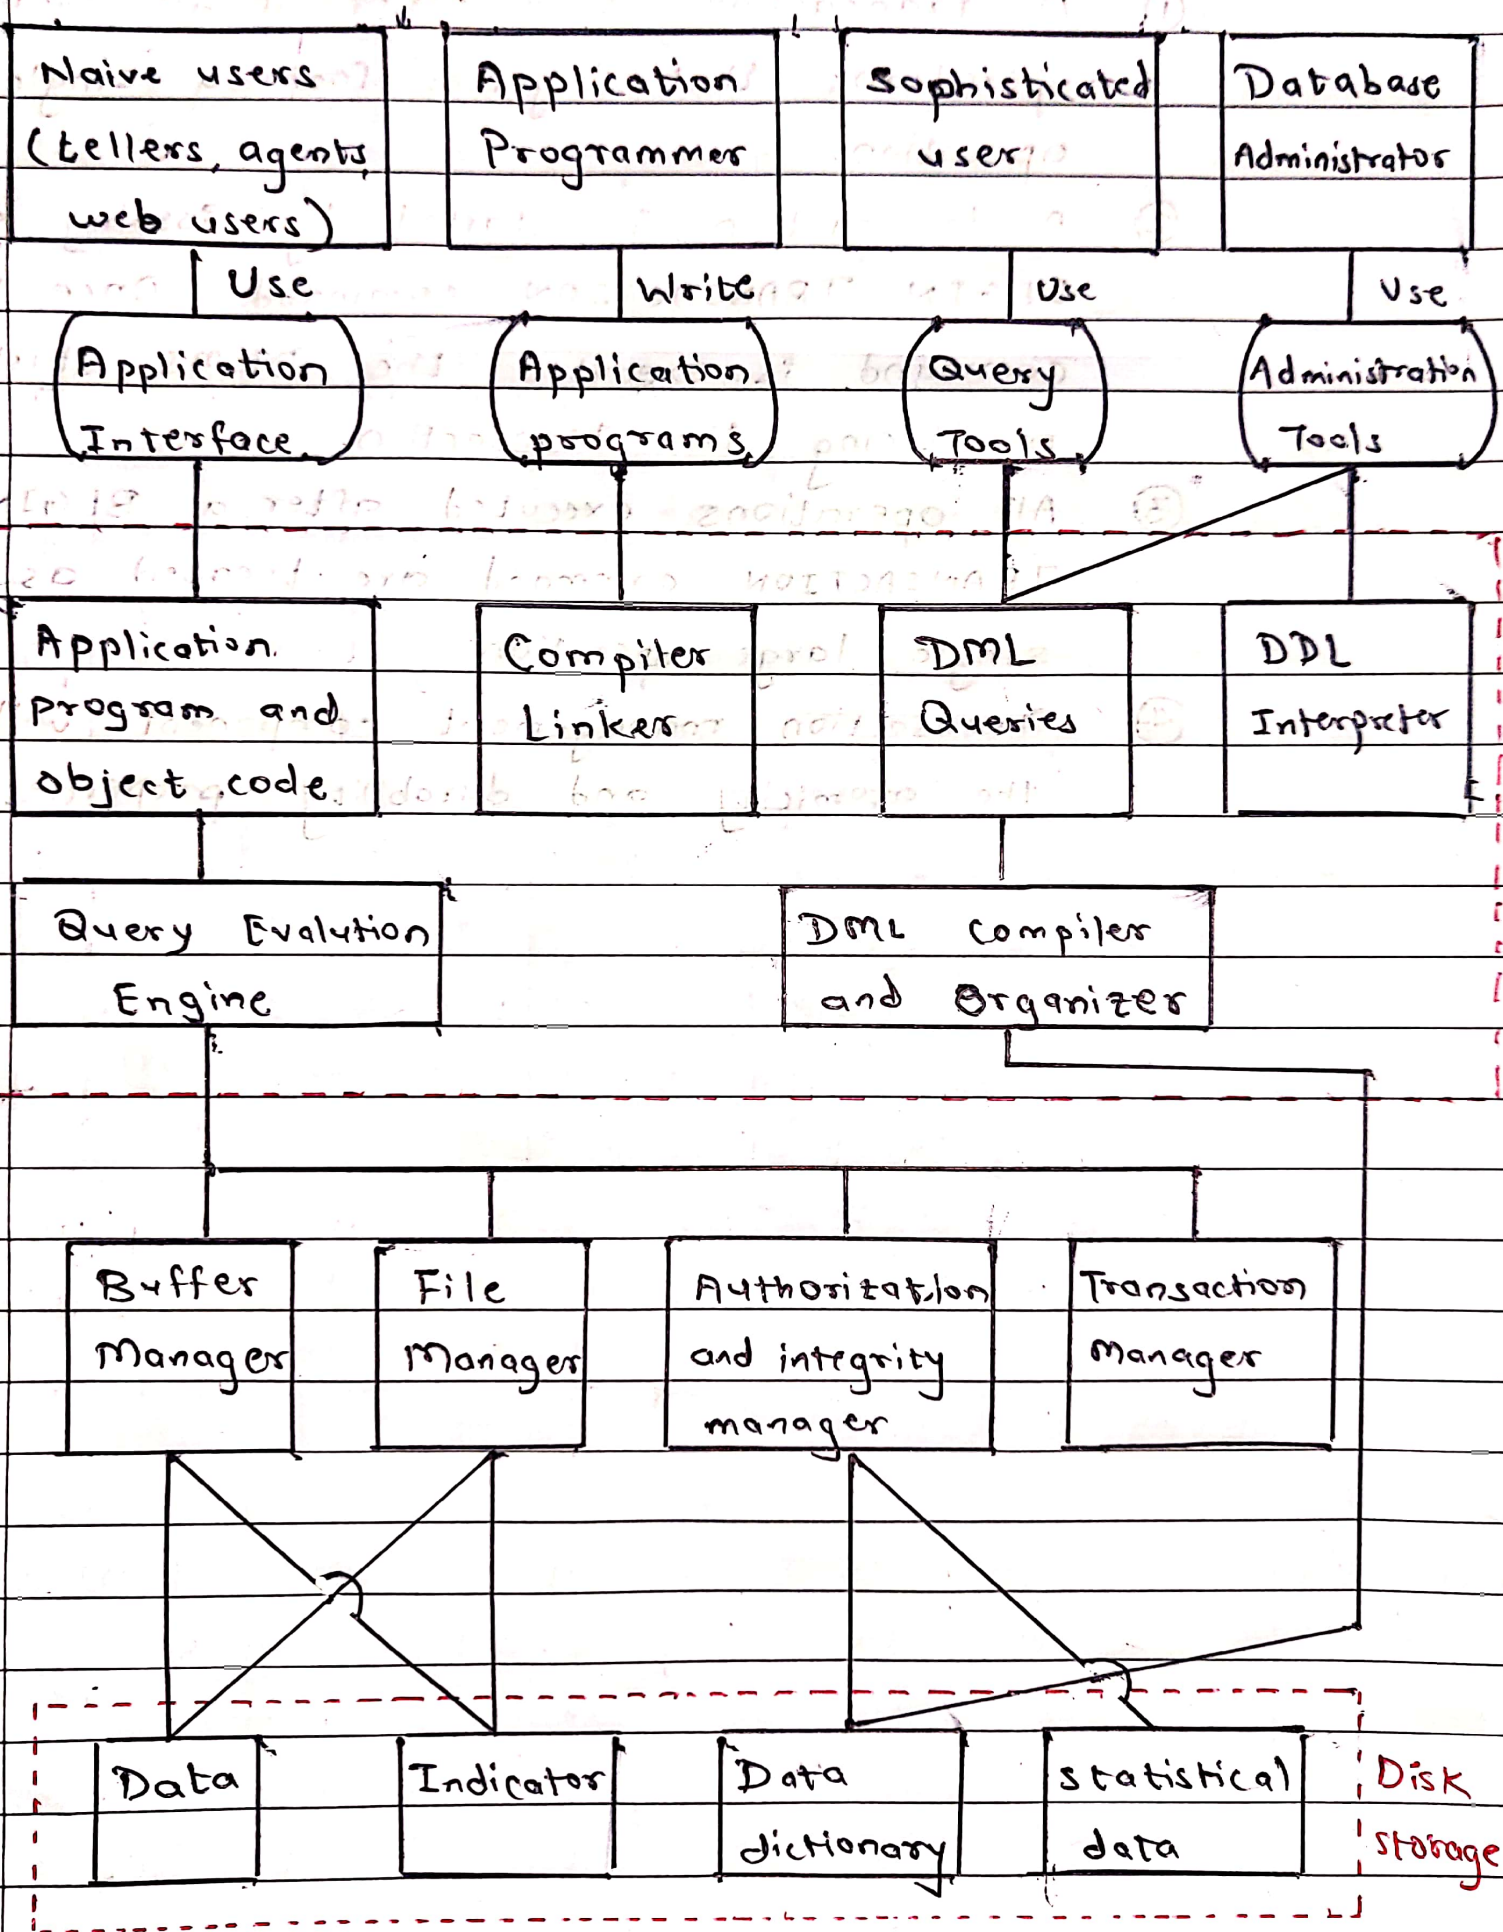 Naive users
(tellers, agents,
web users)
Application
Programmer
Sophisticated
user
Database
Administrator
Use
Write
Use
Use
Application
Interface
Application
programs
Query
Tools
Administration
Tools
Application
program and
object code
Compiler
Linker
DML
Queries
DDL
Interpreter
Query Evalution
Engine
DML compiler
and Organizer
Buffer
Manager
File
Manager
Authorization
and integrity
manager
Transaction
Manager
Data
Indicator
Data
dictionary
statistical
data
Disk
storage